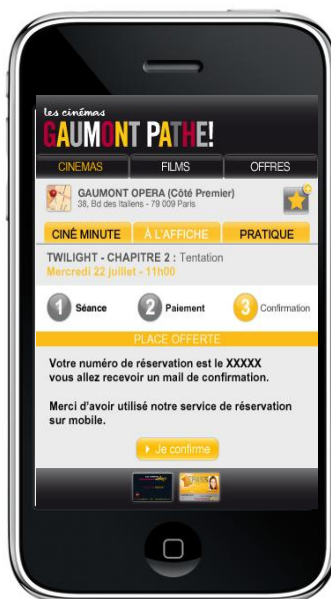 les cinémas
GAUMONT PATHE!
CINEMAS FILMS OFFRES
GAUMONT OPERA (Côté Premier)
38, Bd des Italiens - 79 009 Paris
CINÉ MINUTE À L'AFFICHE PRATIQUE
TWILIGHT - CHAPITRE 2 : Tentation
Mercredi 22 juillet - 11h00
1 Séance 2 Paiement 3 Confirmation
PLACE OFFERTE
Votre numéro de réservation est le XXXXX
vous allez recevoir un mail de confirmation.
Merci d'avoir utilisé notre service de réservation
sur mobile.
Je confirme
PASS